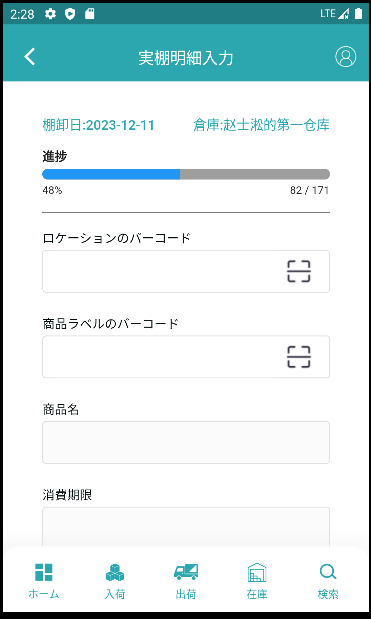 2:28 LTE
実棚明細入力
棚卸日:2023-12-11 倉庫:赵士淞的第一仓库
進捗
48% 82 / 171
ロケーションのバーコード
商品ラベルのバーコード
商品名
消費期限
ホーム 入荷 出荷 在庫 検索